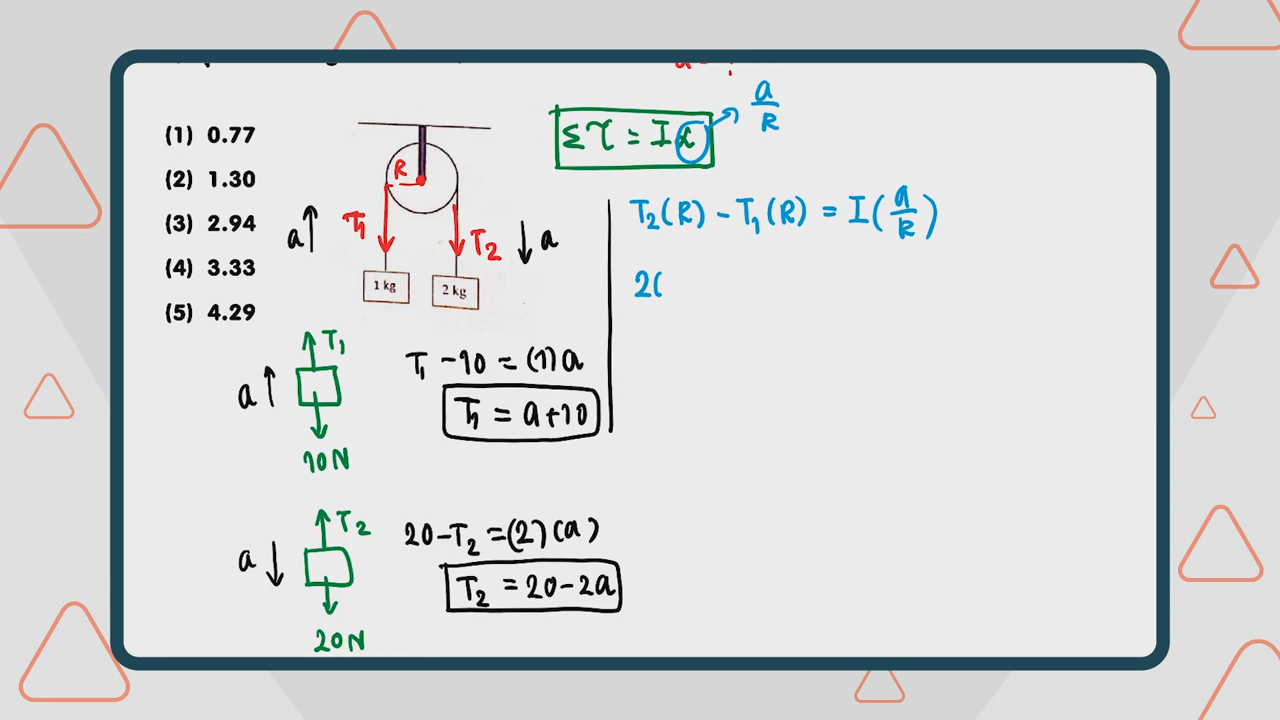 (1) 0.77
(2) 1.30
(3) 2.94
(4) 3.33
(5) 4.29
R
T₁
T₂
a
a
1 kg
2 kg
Στ = Iα
a/R
T₂(R) - T₁(R) = I(a/R)
2(
T₁
a
10N
T₁ - 10 = (1)a
T₁ = a+10
T₂
a
20N
20-T₂ = (2)(a)
T₂ = 20-2a